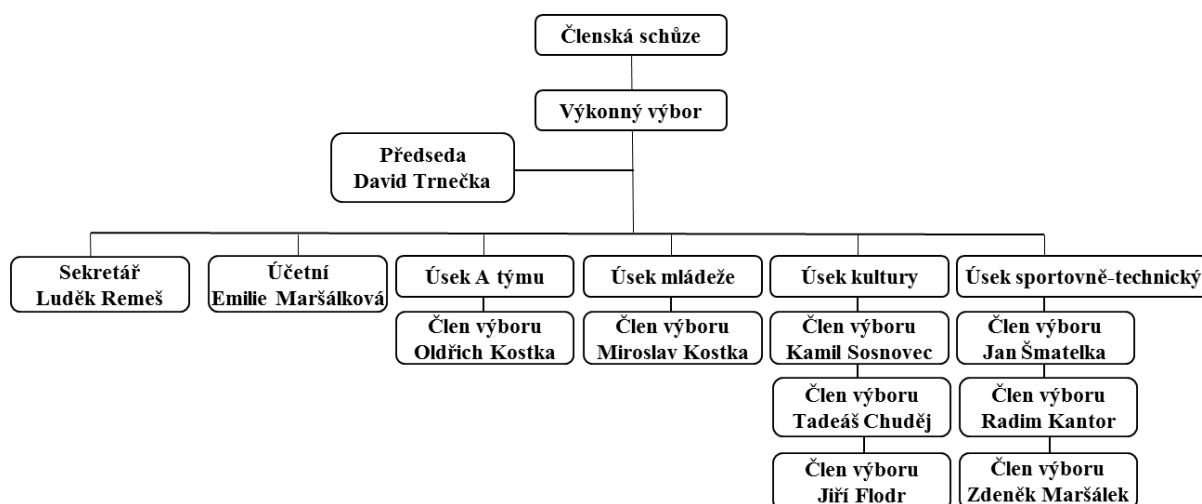 Členská schůze
Výkonný výbor
Předseda
David Trnečka
Sekretář
Luděk Remeš
Účetní
Emilie Maršálková
Úsek A týmu
Úsek mládeže
Úsek kultury
Úsek sportovně-technický
Člen výboru
Oldřich Kostka
Člen výboru
Miroslav Kostka
Člen výboru
Kamil Sosnovec
Člen výboru
Jan Šmatelka
Člen výboru
Tadeáš Chuděj
Člen výboru
Radim Kantor
Člen výboru
Jiří Flodr
Člen výboru
Zdeněk Maršálek